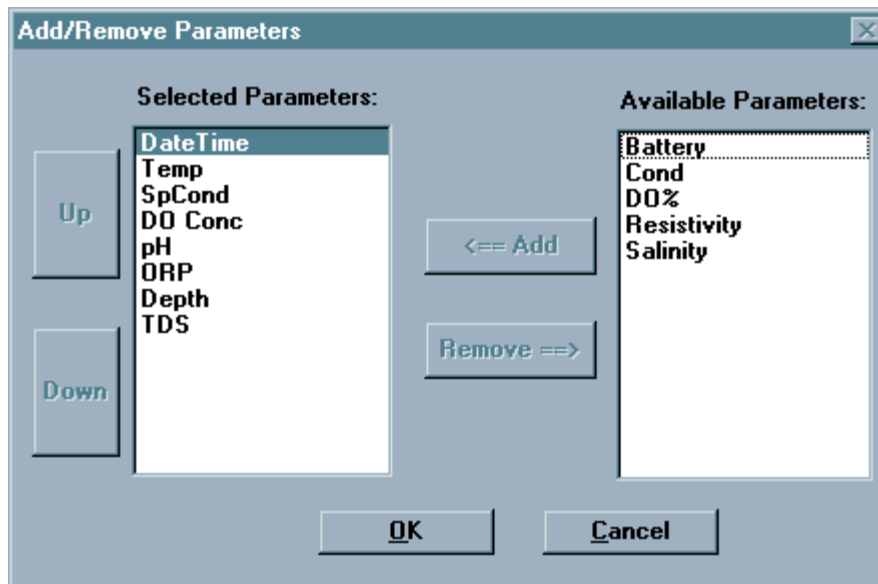 Add/Remove Parameters
Selected Parameters:
DateTime
Temp
SpCond
DO Conc
pH
ORP
Depth
TDS
Up
Down
<== Add
Remove ==>
Available Parameters:
Battery
Cond
DO%
Resistivity
Salinity
OK
Cancel